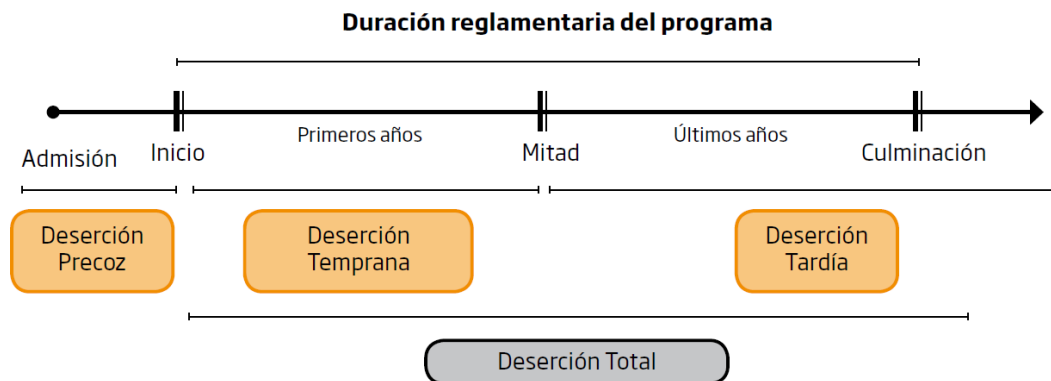 Duración reglamentaria del programa
Primeros años
Últimos años
Admisión
Inicio
Mitad
Culminación
Deserción
Precoz
Deserción
Temprana
Deserción
Tardía
Deserción Total